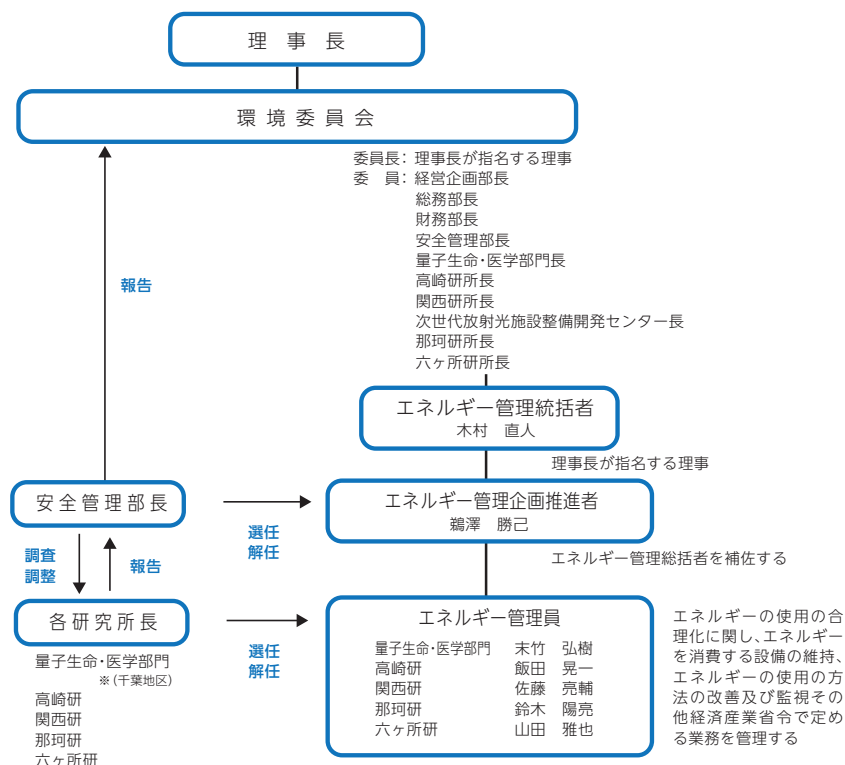 理事長
環境委員会
委員長：理事長が指名する理事
委　員：経営企画部長
総務部長
財務部長
安全管理部長
量子生命・医学部門長
高崎研所長
関西研所長
次世代放射光施設整備開発センター長
那珂研所長
六ヶ所研所長
報告
エネルギー管理統括者
木村　直人
理事長が指名する理事
安全管理部長
選任
解任
エネルギー管理企画推進者
鵜澤　勝己
エネルギー管理総括者を補佐する
調査
調整
報告
各研究所長
量子生命・医学部門
※(千葉地区)
高崎研
関西研
那珂研
六ヶ所研
選任
解任
エネルギー管理員
量子生命・医学部門　末竹　弘樹
高崎研　飯田　晃一
関西研　佐藤　亮輔
那珂研　鈴木　陽亮
六ヶ所研　山田　雅也
エネルギーの使用の合
理化に関し、エネルギー
を消費する設備の維持、
エネルギーの使用の方
法の改善及び監視その
他経済産業省令で定め
る業務を管理する